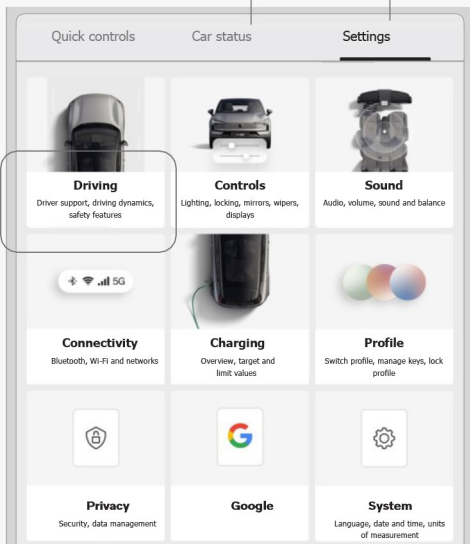 Quick controls
Car status
Settings
Driving
Driver support, driving dynamics,
safety features
Controls
Lighting, locking, mirrors, wipers,
displays
Sound
Audio, volume, sound and balance
5G
Connectivity
Bluetooth, Wi-Fi and networks
Charging
Overview, target and
limit values
Profile
Switch profile, manage keys, lock
profile
Privacy
Security, data management
G
Google
System
Language, date and time, units
of measurement